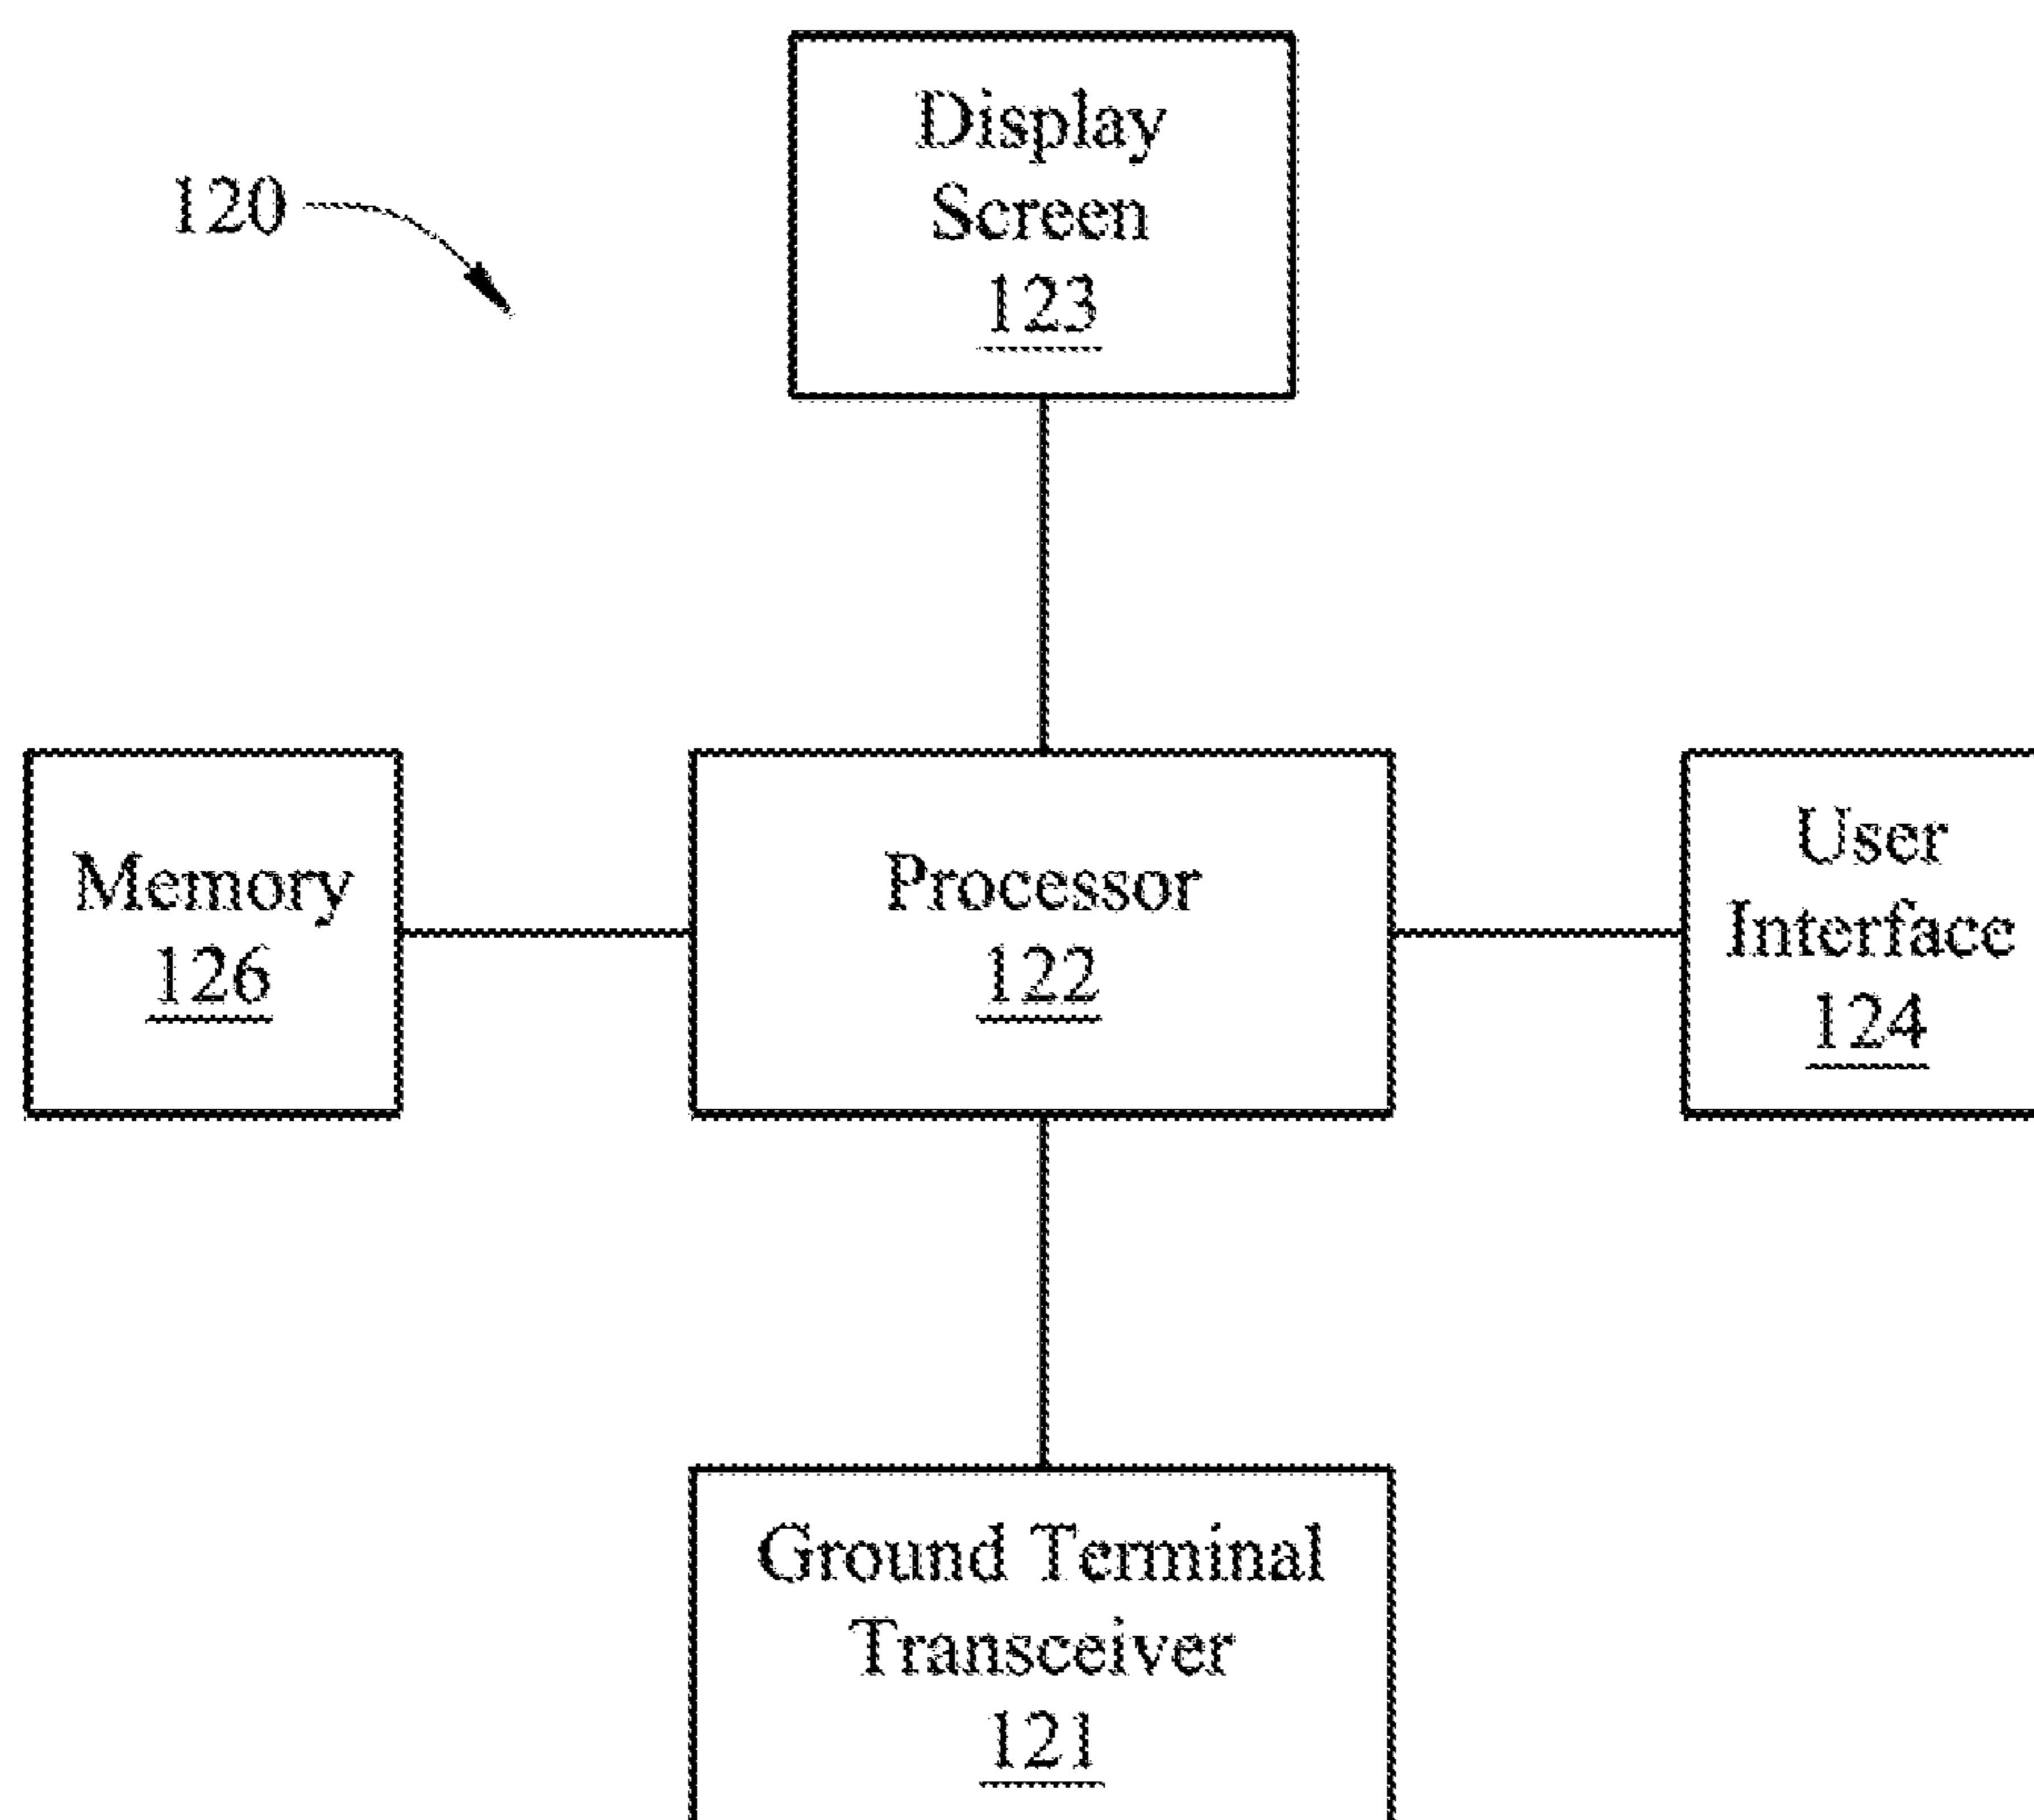 Display
Screen
123
120
Memory
126
Processor
122
User
Interface
124
Ground Terminal
Transceiver
121